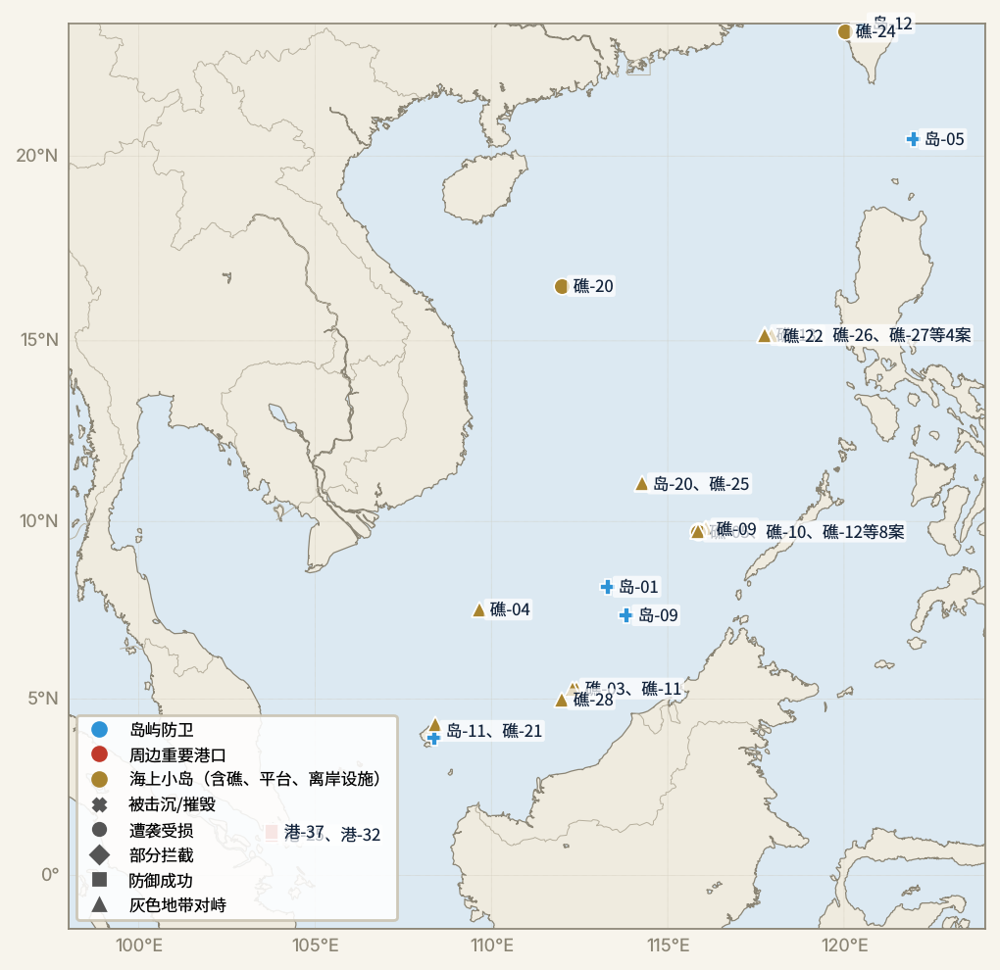 岛-12
礁-24
20°N
岛-05
礁-20
15°N
礁-22
礁-26、礁-27等4案
岛-20、礁-25
10°N
礁-09
礁-10、礁-12等8案
岛-01
礁-04
岛-09
5°N
礁-03、礁-11
礁-28
岛-11、礁-21
岛屿防卫
周边重要港口
海上小岛（含礁、平台、离岸设施）
被击沉/摧毁
遭袭受损
港-37
、港-32
部分拦截
0°
防御成功
灰色地带对峙
100°E
105°E
110°E
115°E
120°E